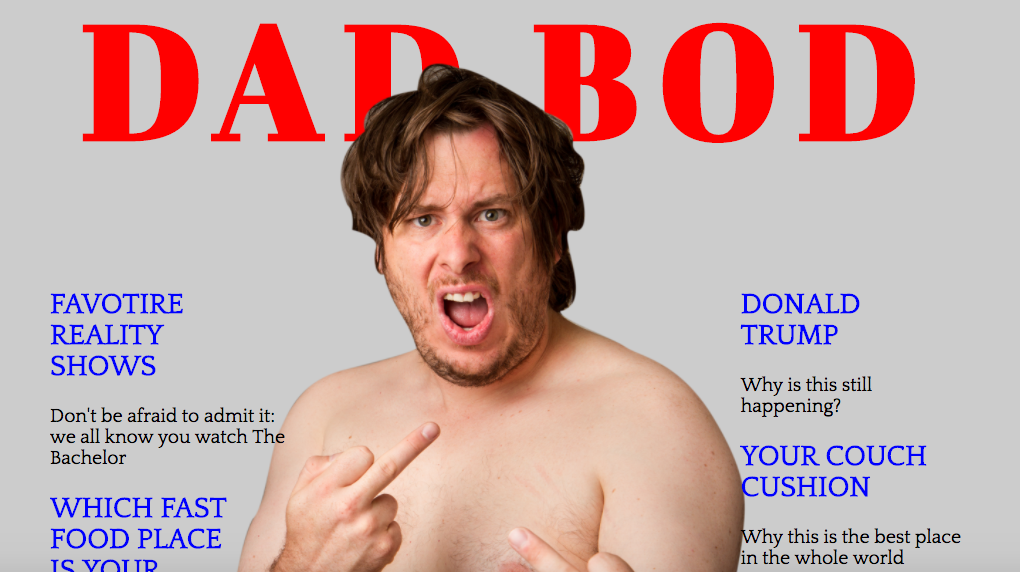 DAD BOD
FAVOTIRE
REALITY
SHOWS
Don't be afraid to admit it:
we all know you watch The
Bachelor
WHICH FAST
FOOD PLACE
IS YOUR
DONALD
TRUMP
Why is this still
happening?
YOUR COUCH
CUSHION
Why this is the best place
in the whole world